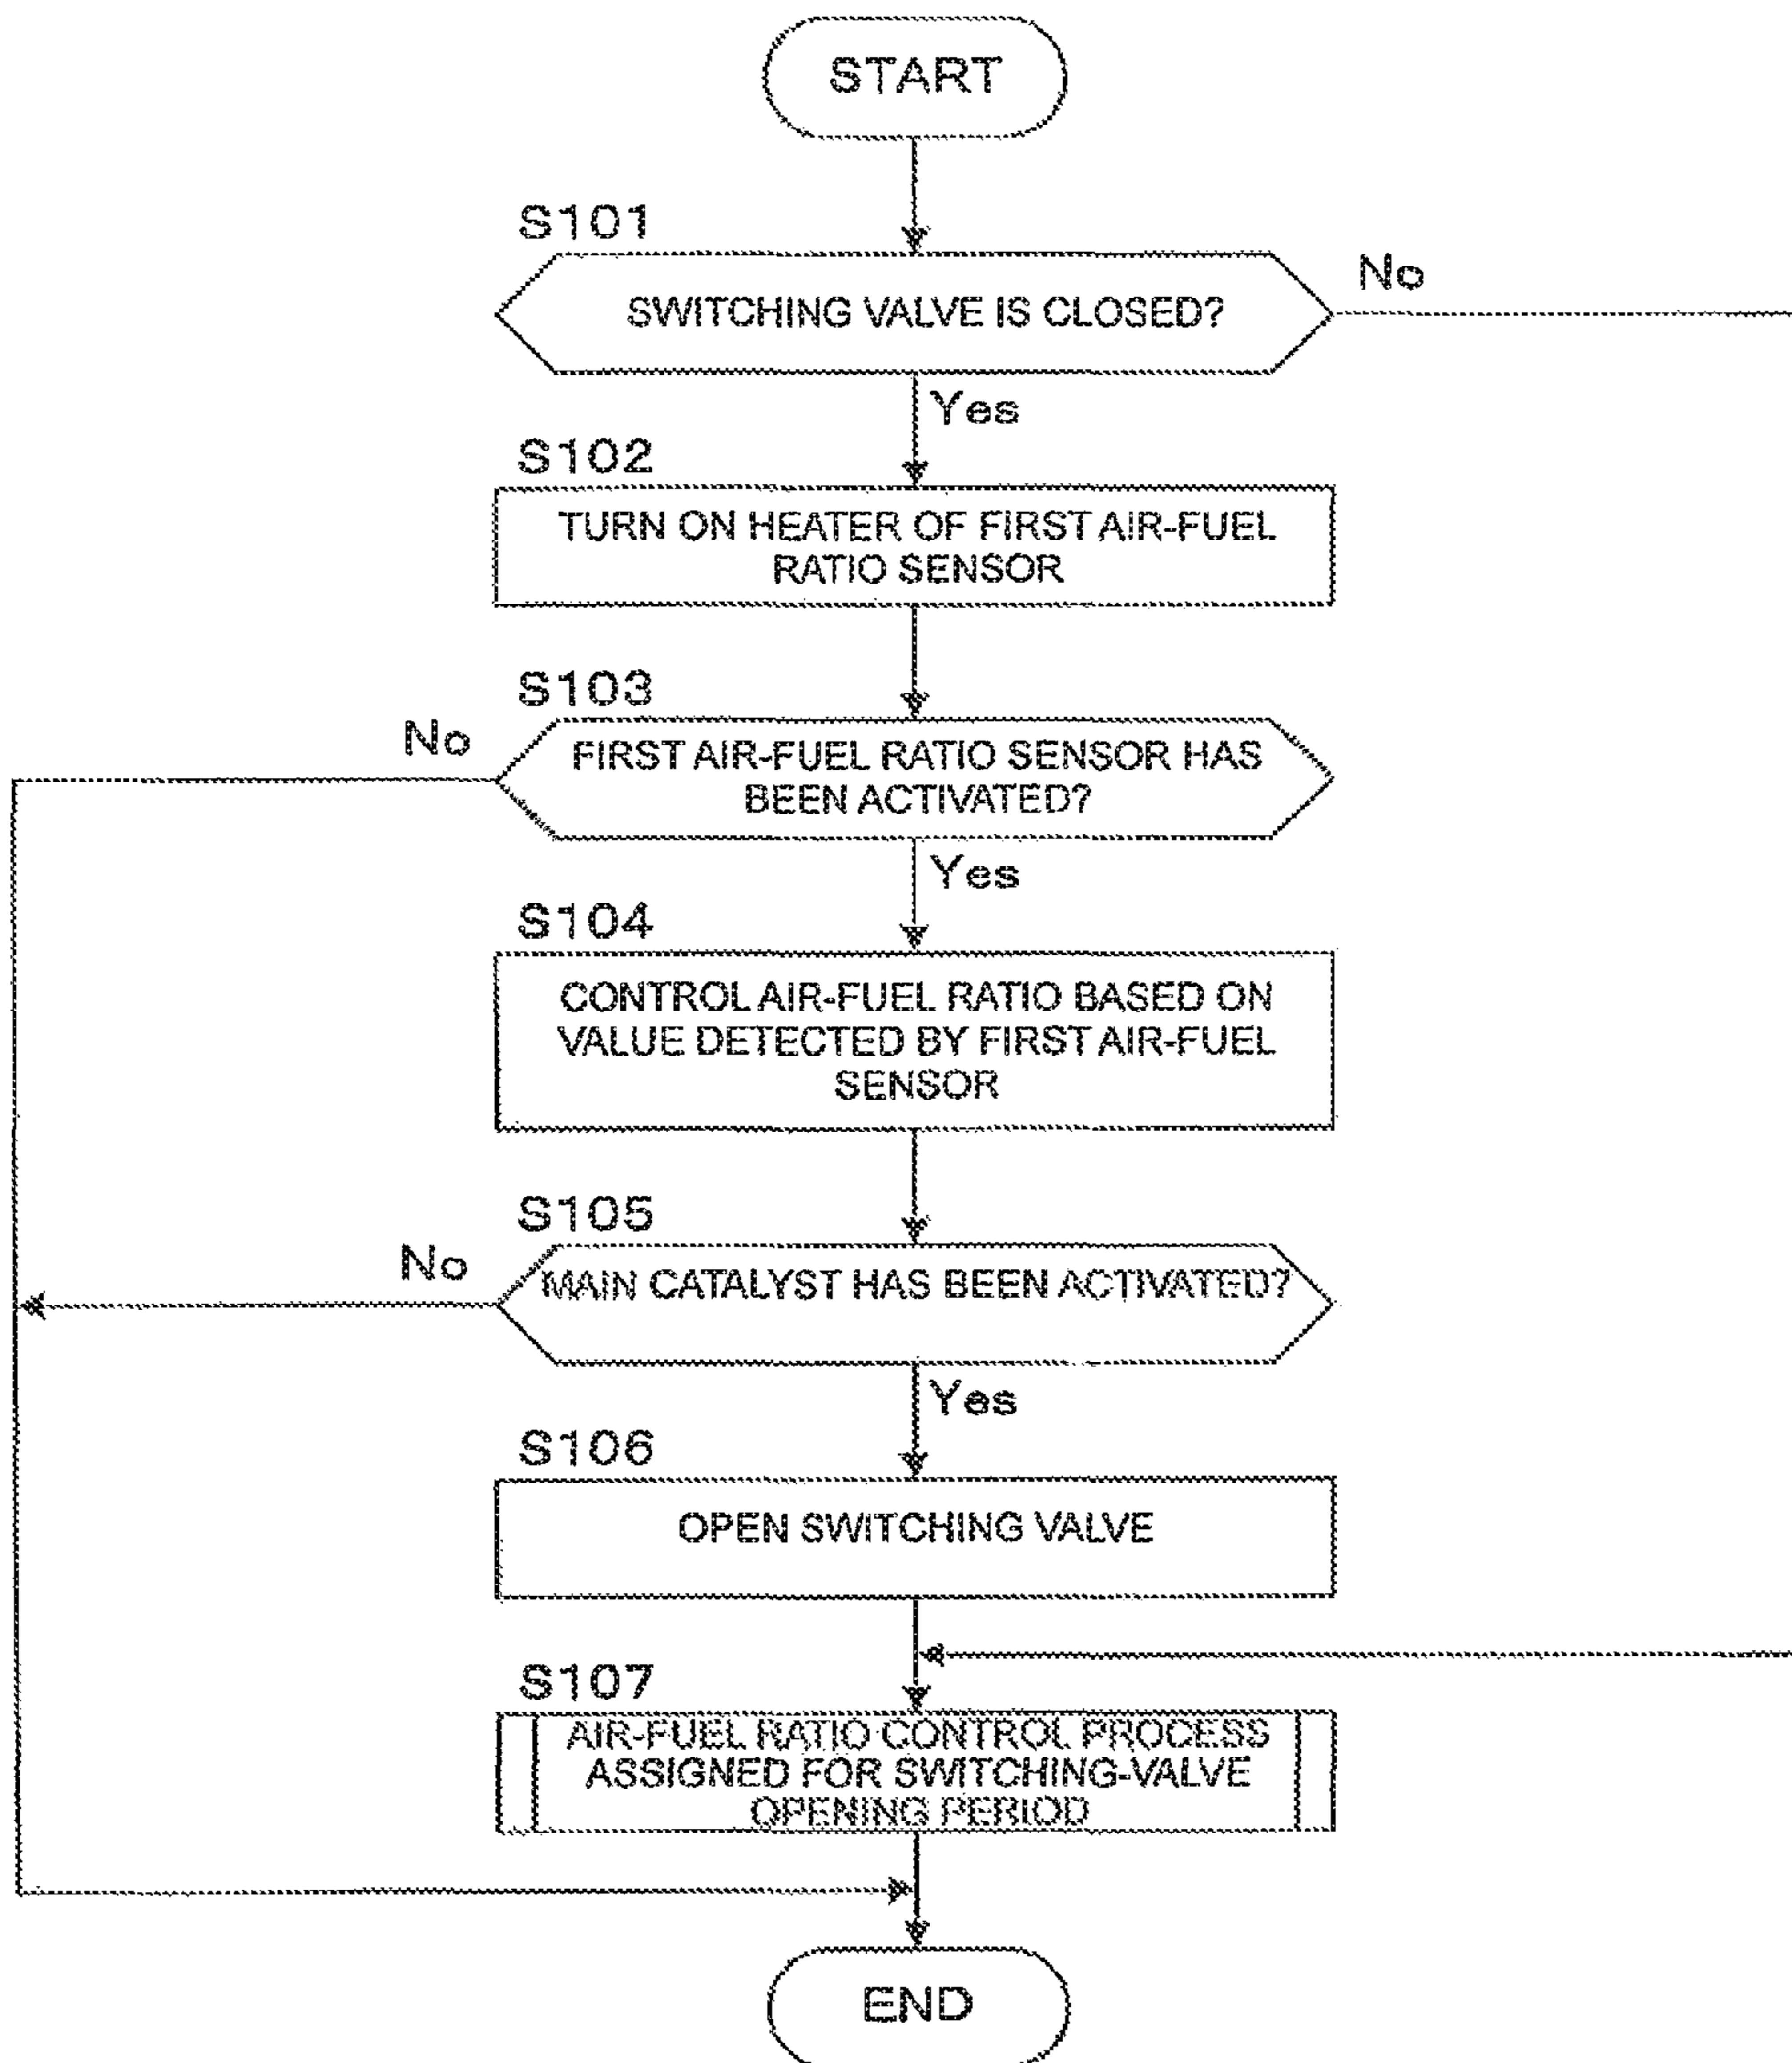 START
S101
SWITCHING VALVE IS CLOSED?
No
Yes
S102
TURN ON HEATER OF FIRST AIR-FUEL
RATIO SENSOR
S103
No
FIRST AIR-FUEL RATIO SENSOR HAS
BEEN ACTIVATED?
Yes
S104
CONTROL AIR-FUEL RATIO BASED ON
VALUE DETECTED BY FIRST AIR-FUEL
SENSOR
S105
No
MAIN CATALYST HAS BEEN ACTIVATED?
Yes
S106
OPEN SWITCHING VALVE
S107
AIR-FUEL RATIO CONTROL PROCESS
ASSIGNED FOR SWITCHING-VALVE
OPENING PERIOD
END